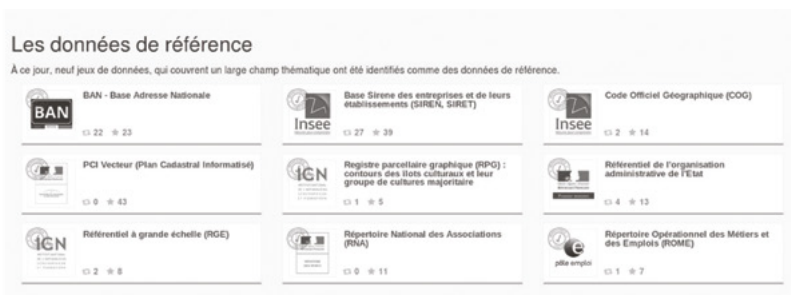 Les données de référence
À ce jour, neuf jeux de données, qui couvrent un large champ thématique ont été identifiés comme des données de référence.
BAN
BAN - Base Adresse Nationale
22 23
Insee
Base Sirene des entreprises et de leurs
établissements (SIREN, SIRET)
27 39
Insee
Code Officiel Géographique (COG)
2 14
PCI Vecteur (Plan Cadastral Informatisé)
0 43
IGN
Registre parcellaire graphique (RPG) :
contours des îlots culturaux et leur
groupe de cultures majoritaire
1 5
Référentiel de l'organisation
administrative de l'Etat
4 13
IGN
Référentiel à grande échelle (RGE)
2 8
Répertoire National des Associations
(RNA)
0 11
pôle emploi
Répertoire Opérationnel des Métiers et
des Emplois (ROME)
1 7